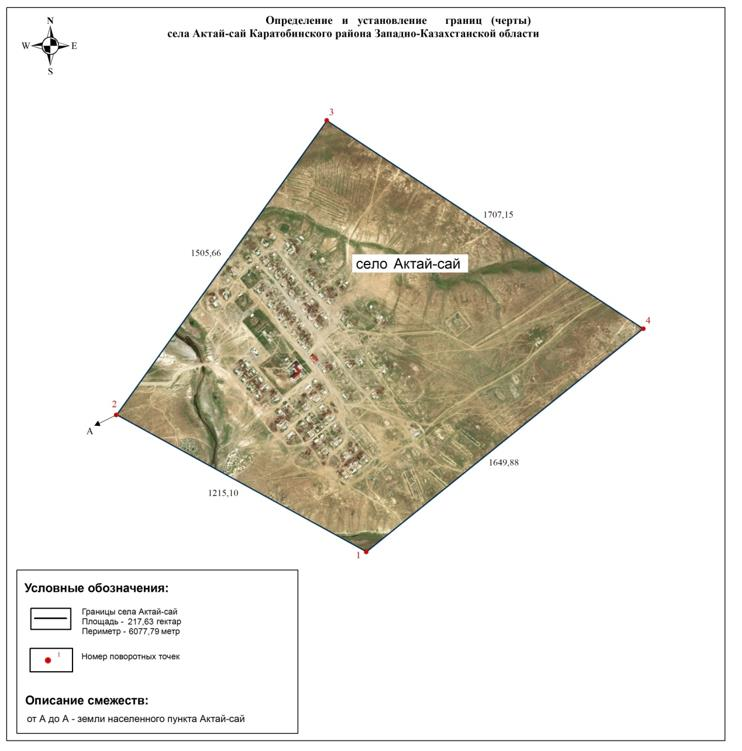 Определение и установление границ (черты)
села Актай-сай Каратобинского района Западно-Казахстанской области
N
W E
S
3
1707,15
1505,66
село Актай-сай
4
2
А
1649,88
1215,10
1
Условные обозначения:
Границы села Актай-сай
Площадь - 217,63 гектар
Периметр - 6077,79 метр
1
Номер поворотных точек
Описание смежеств:
от А до А - земли населенного пункта Актай-сай